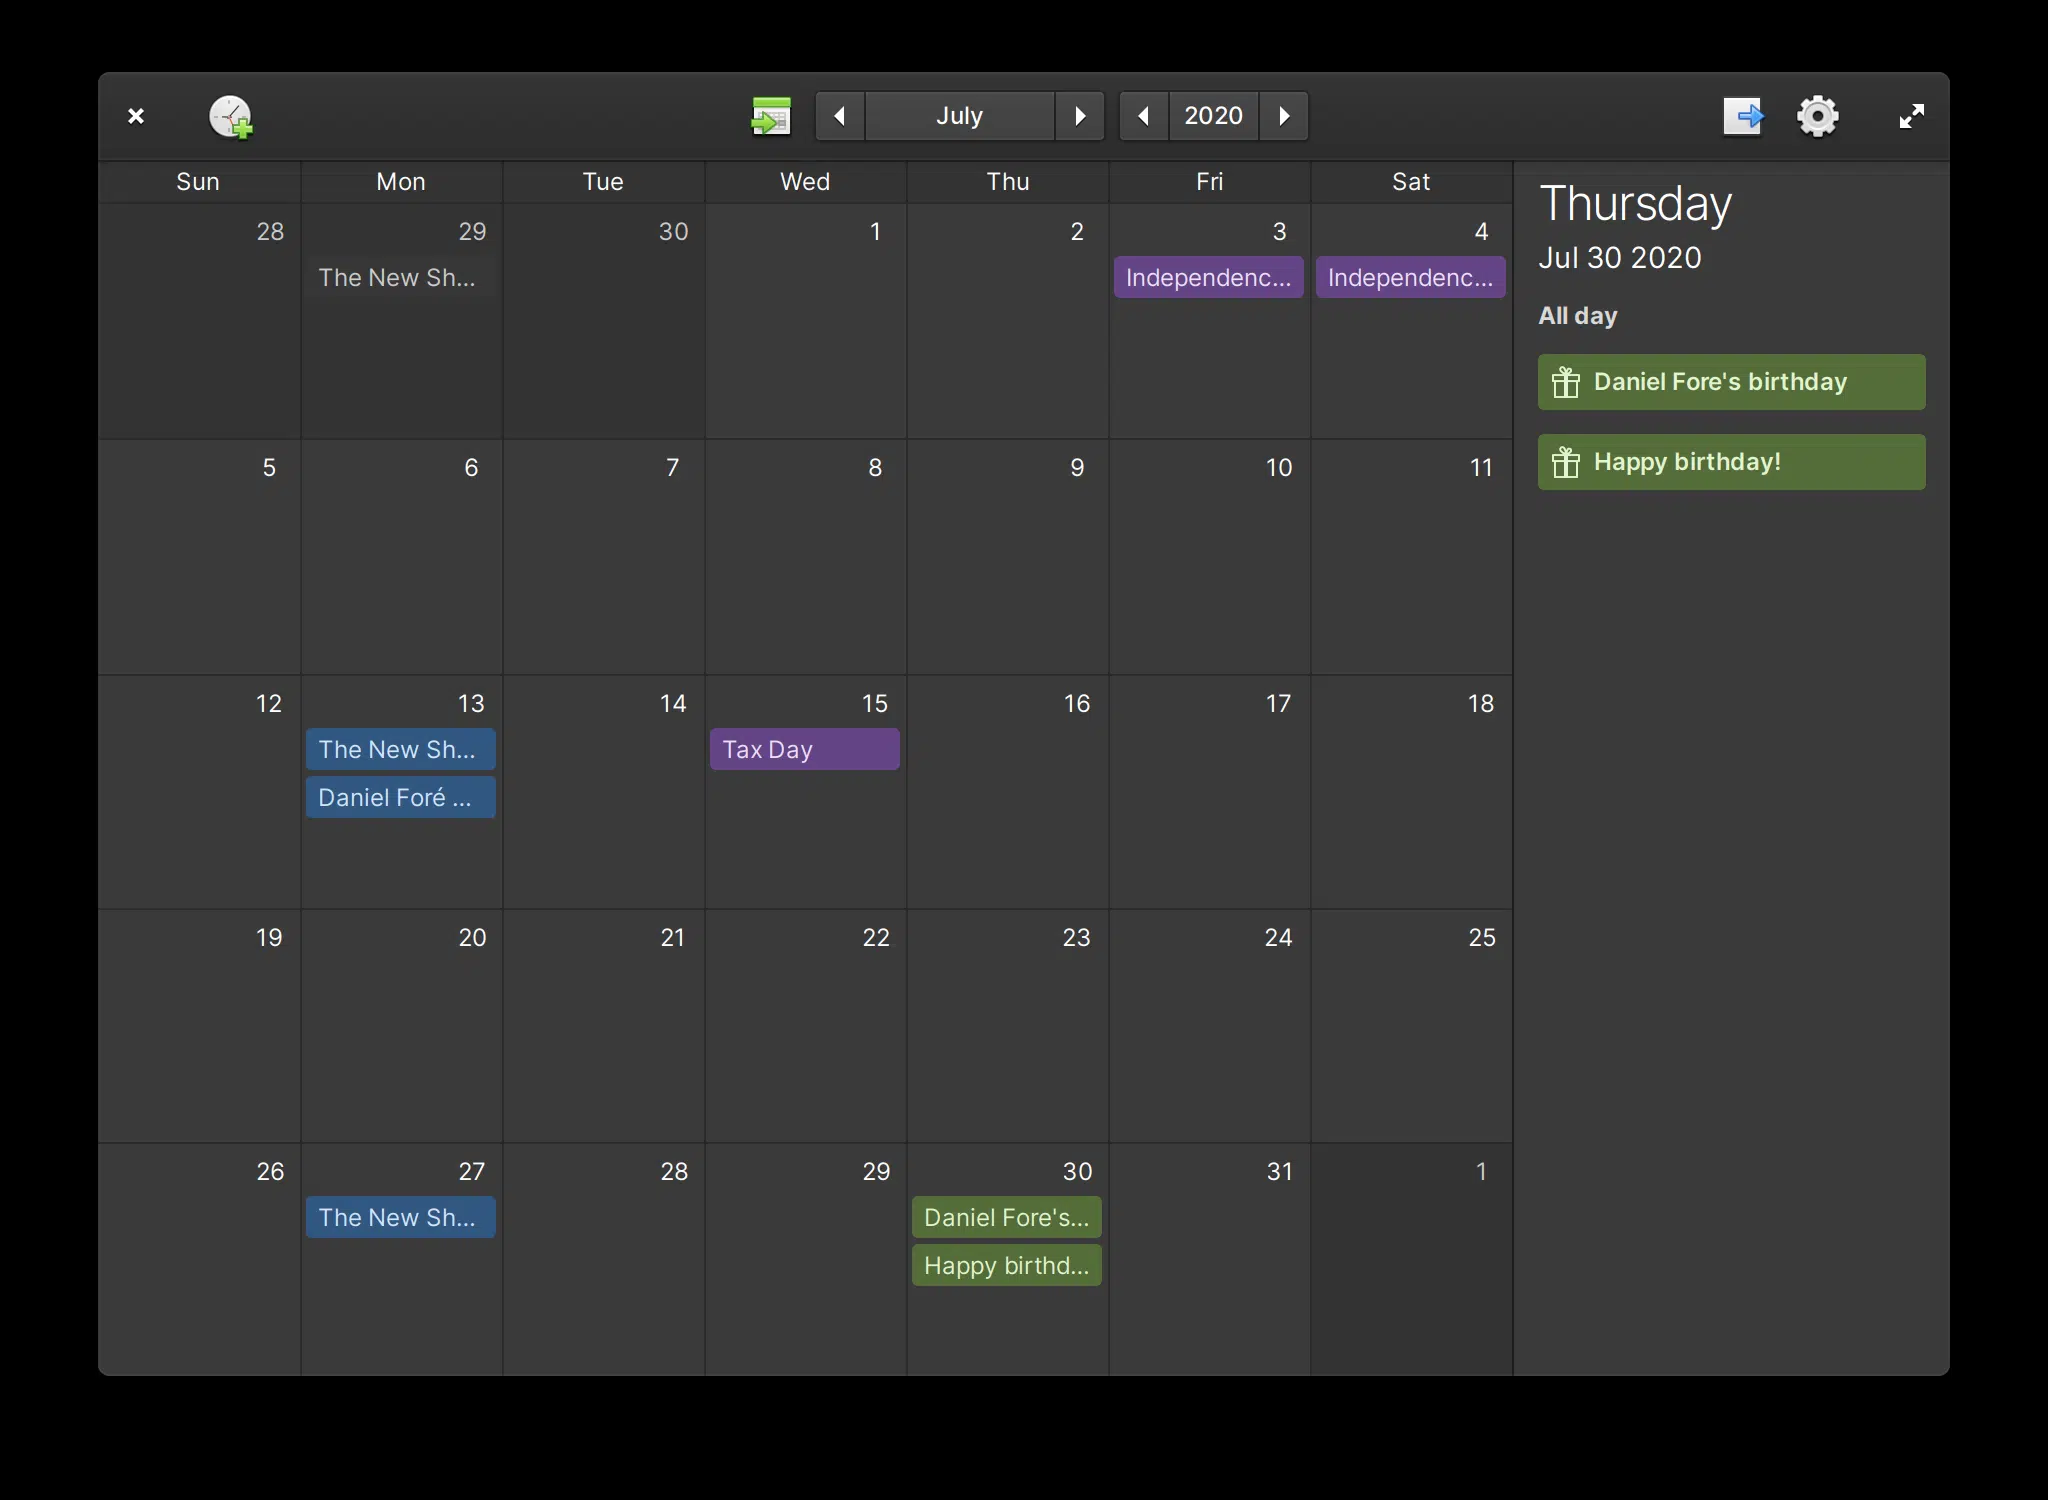 July
2020
Sun Mon Tue Wed Thu Fri Sat
28 29 30 1 2 3 4
The New Sh... Independenc... Independenc...
5 6 7 8 9 10 11
12 13 14 15 16 17 18
The New Sh... Tax Day
Daniel Foré ...
19 20 21 22 23 24 25
26 27 28 29 30 31 1
The New Sh... Daniel Fore's...
Happy birthd...
Thursday
Jul 30 2020
All day
Daniel Fore's birthday
Happy birthday!